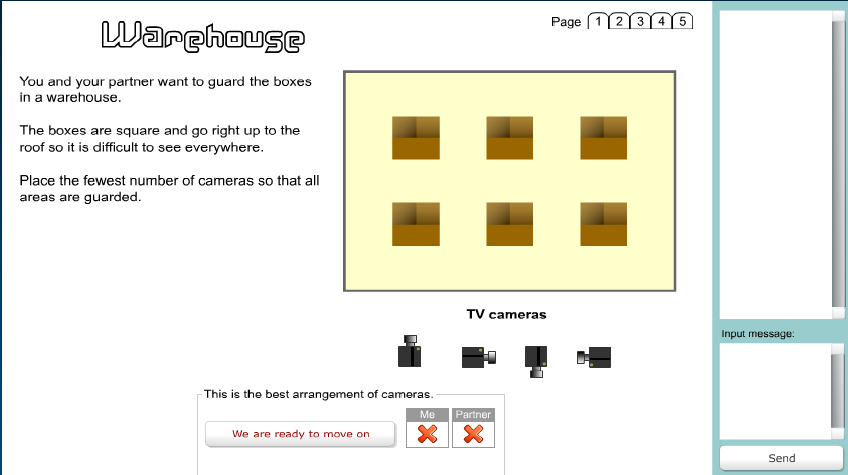 Warehouse
Page 1 2 3 4 5
You and your partner want to guard the boxes
in a warehouse.
The boxes are square and go right up to the
roof so it is difficult to see everywhere.
Place the fewest number of cameras so that all
areas are guarded.
TV cameras
This is the best arrangement of cameras.
Me Partner
We are ready to move on
Input message:
Send